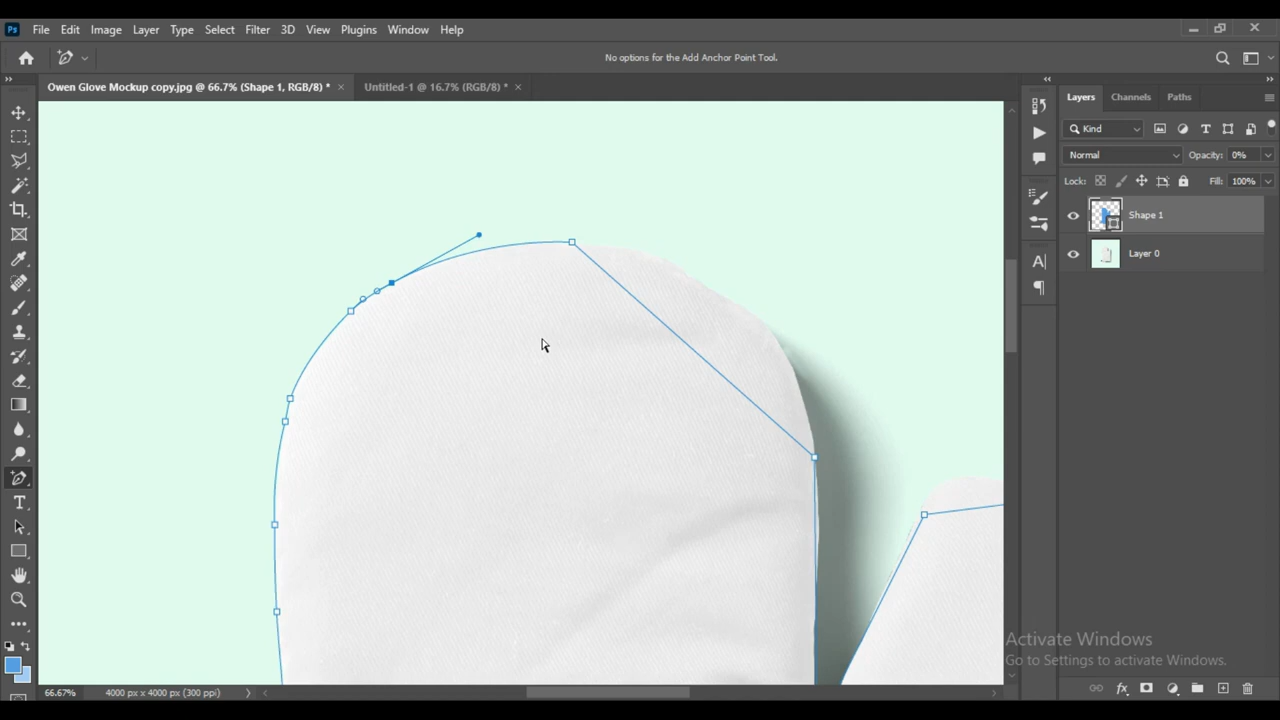 Ps File Edit Image Layer Type Select Filter 3D View Plugins Window Help
No options for the Add Anchor Point Tool.
Owen Glove Mockup copy.jpg @ 66.7% (Shape 1, RGB/8) * × Untitled-1 @ 16.7% (RGB/8) * ×
Layers Channels Paths
Kind
Normal Opacity: 0%
Lock: Fill: 100%
Shape 1
Layer 0
Activate Windows
Go to Settings to activate Windows.
66.67% 4000 px x 4000 px (300 ppi)